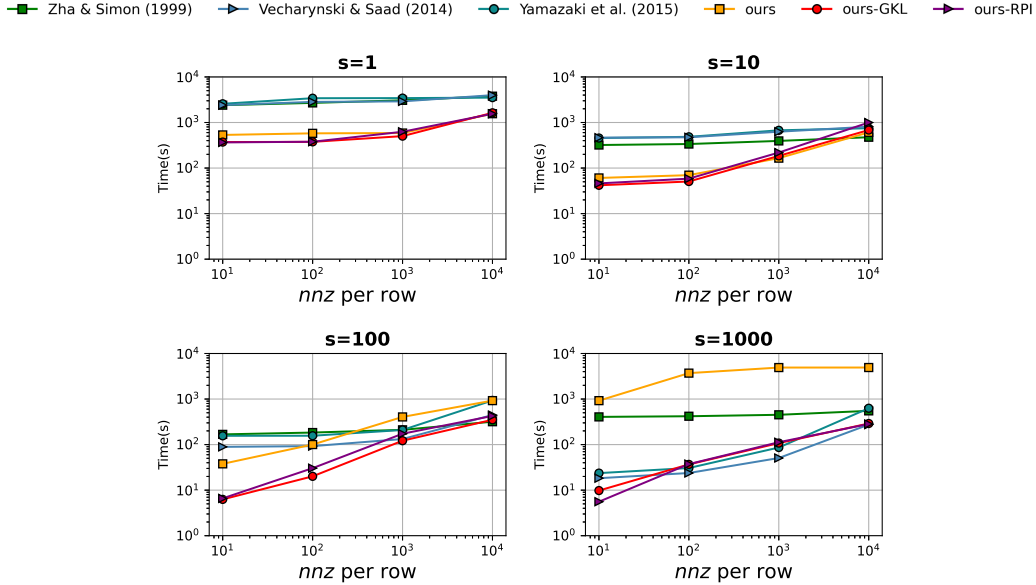 Zha & Simon (1999) Vecharynski & Saad (2014) Yamazaki et al. (2015) ours ours-GKL ours-RPI
s=1
Time(s)
10^4
10^3
10^2
10^1
10^0
10^1 10^2 10^3 10^4
nnz per row
s=10
Time(s)
10^4
10^3
10^2
10^1
10^0
10^1 10^2 10^3 10^4
nnz per row
s=100
Time(s)
10^4
10^3
10^2
10^1
10^0
10^1 10^2 10^3 10^4
nnz per row
s=1000
Time(s)
10^4
10^3
10^2
10^1
10^0
10^1 10^2 10^3 10^4
nnz per row